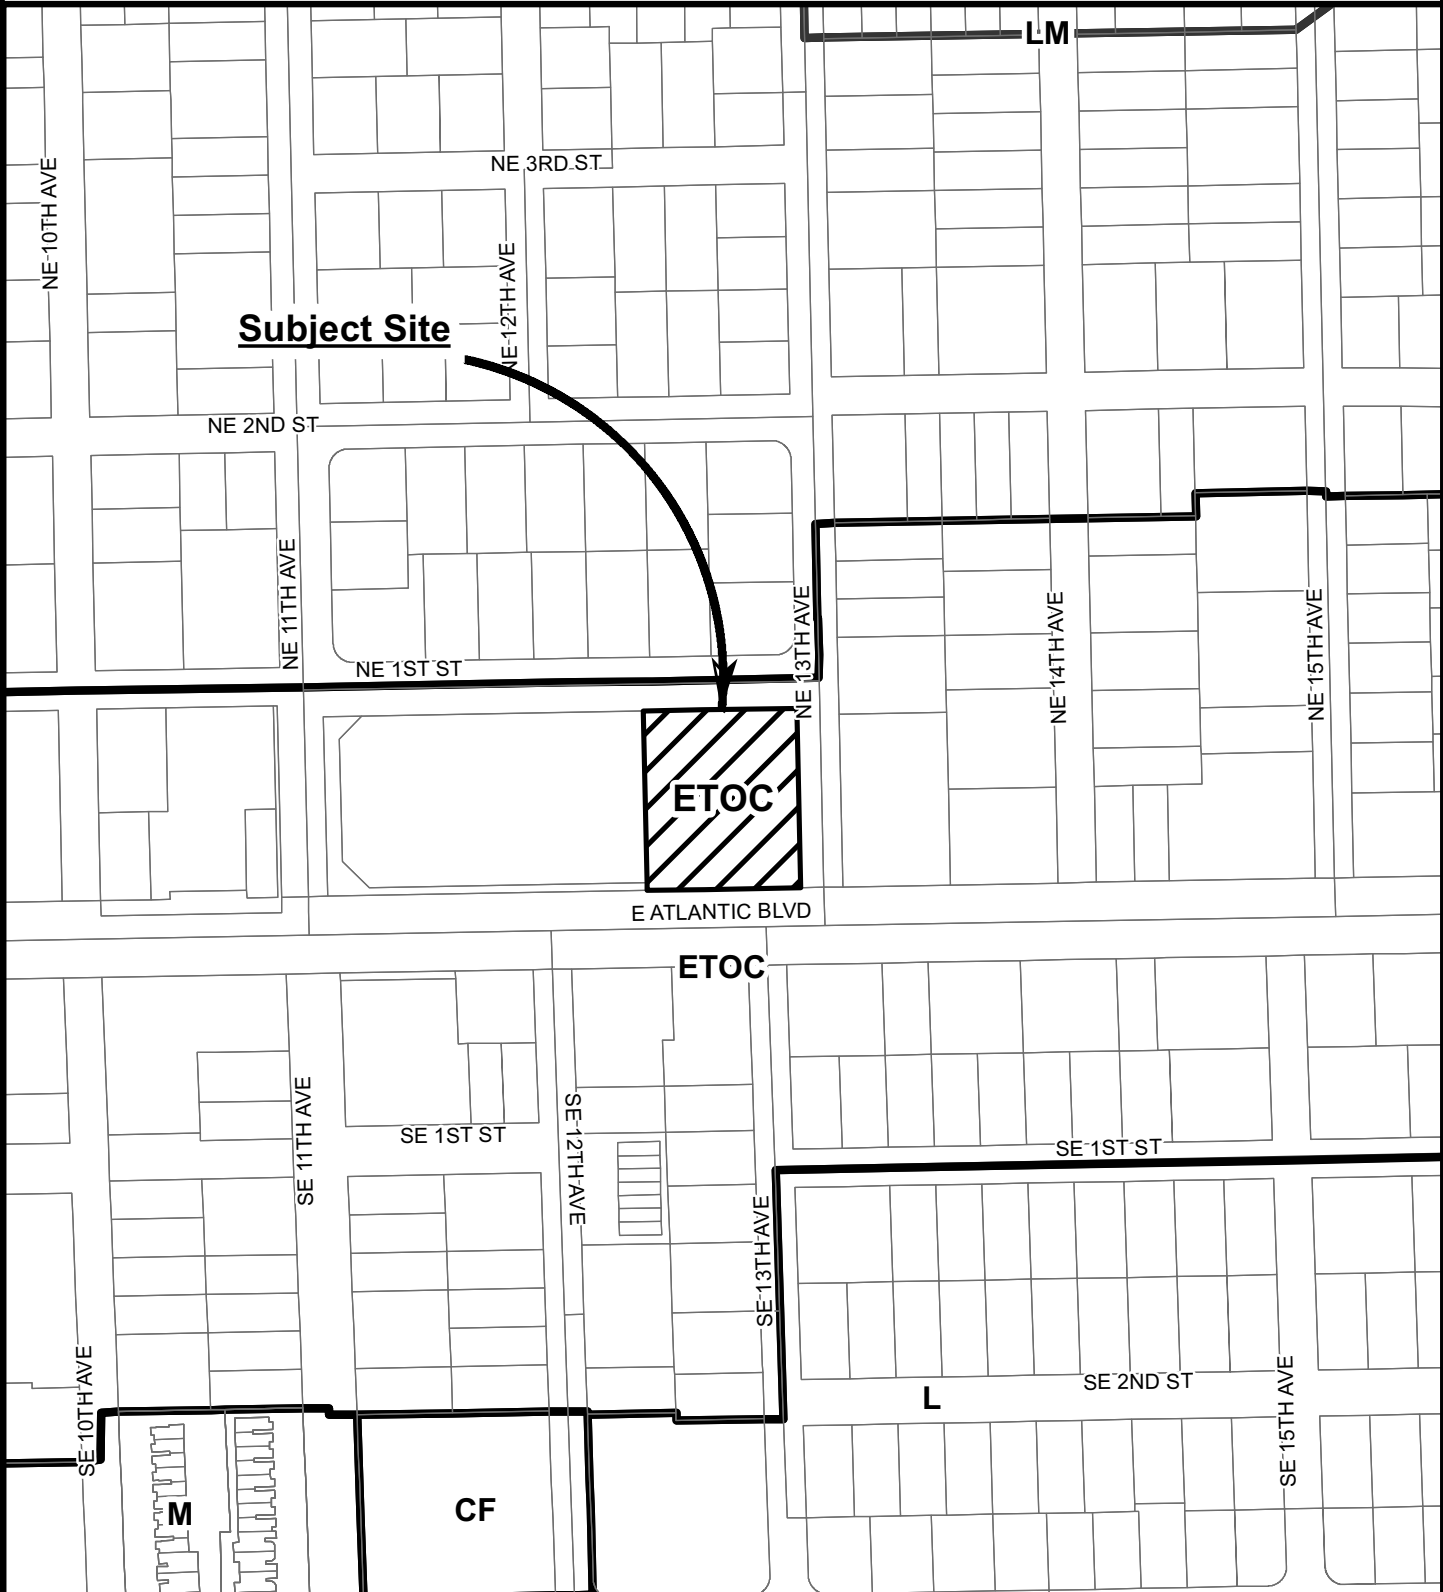 LM
NE 3RD ST
NE 10TH AVE
NE 12TH AVE
Subject Site
NE 2ND ST
NE 11TH AVE
NE 13TH AVE
NE 14TH AVE
NE 15TH AVE
NE 1ST ST
ETOC
E ATLANTIC BLVD
ETOC
SE 11TH AVE
SE 12TH AVE
SE 1ST ST
SE 1ST ST
SE 13TH AVE
SE 10TH AVE
SE 2ND ST
L
SE 15TH AVE
M
CF